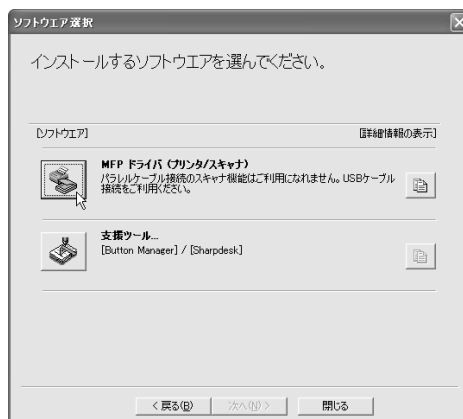 ソフトウエア選択
インストールするソフトウエアを選んでください。
[ソフトウエア]
[詳細情報の表示]
MFP ドライバ (プリンタ/スキャナ)
パラレルケーブル接続のスキャナ機能はご利用になれません。USBケーブル
接続をご利用ください。
支援ツール...
[Button Manager] / [Sharpdesk]
< 戻る(B)
次へ(N) >
閉じる